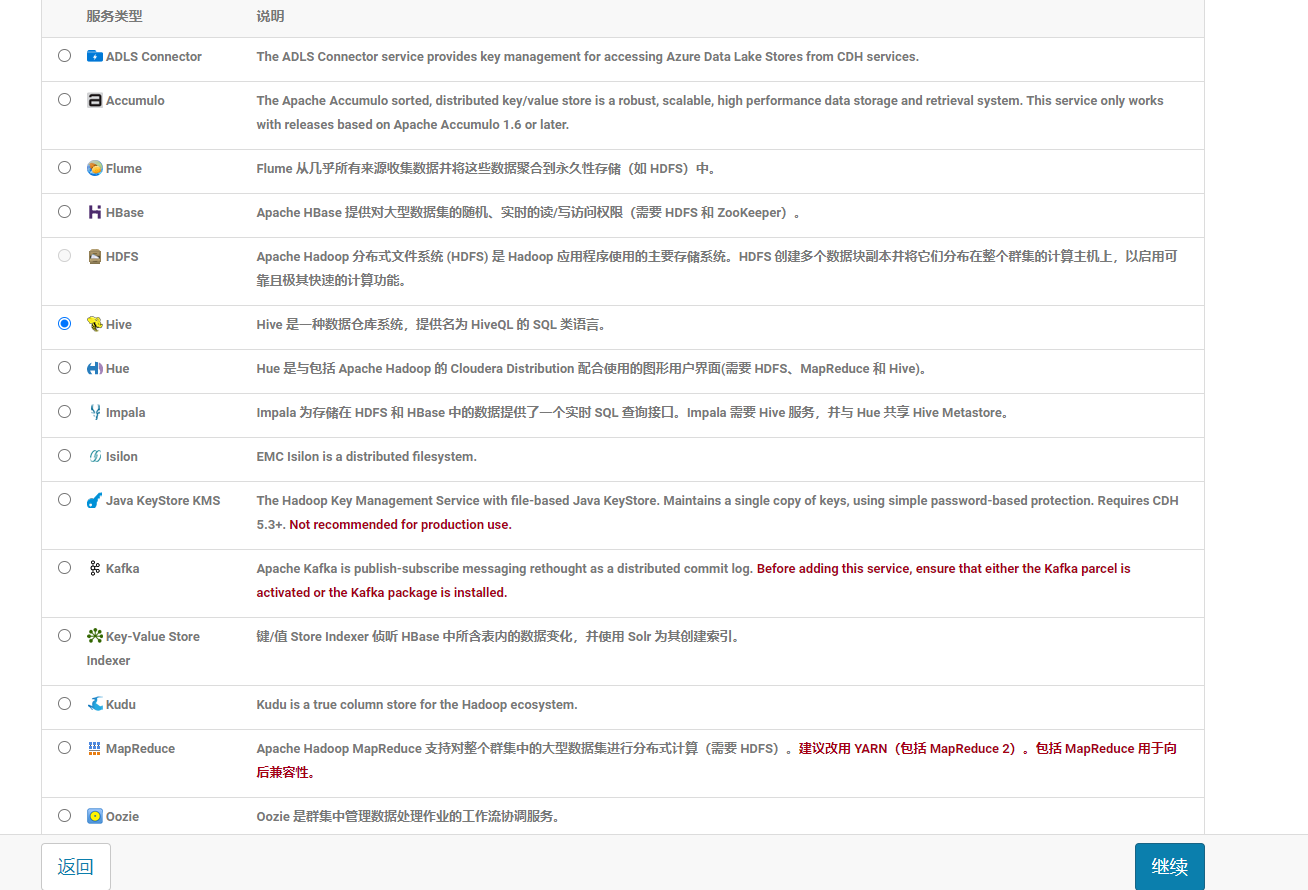 服务类型 说明
ADLS Connector The ADLS Connector service provides key management for accessing Azure Data Lake Stores from CDH services.
Accumulo The Apache Accumulo sorted, distributed key/value store is a robust, scalable, high performance data storage and retrieval system. This service only works
with releases based on Apache Accumulo 1.6 or later.
Flume Flume 从几乎所有来源收集数据并将这些数据聚合到永久性存储（如 HDFS）中。
HBase Apache HBase 提供对大型数据集的随机、实时的读/写访问权限（需要 HDFS 和 ZooKeeper）。
HDFS Apache Hadoop 分布式文件系统 (HDFS) 是 Hadoop 应用程序使用的主要存储系统。HDFS 创建多个数据块副本并将它们分布在整个群集的计算主机上，以启用可
靠且极其快速的计算功能。
Hive Hive 是一种数据仓库系统，提供名为 HiveQL 的 SQL 类语言。
Hue Hue 是与包括 Apache Hadoop 的 Cloudera Distribution 配合使用的图形用户界面(需要 HDFS、MapReduce 和 Hive)。
Impala Impala 为存储在 HDFS 和 HBase 中的数据提供了一个实时 SQL 查询接口。Impala 需要 Hive 服务，并与 Hue 共享 Hive Metastore。
Isilon EMC Isilon is a distributed filesystem.
Java KeyStore KMS The Hadoop Key Management Service with file-based Java KeyStore. Maintains a single copy of keys, using simple password-based protection. Requires CDH
5.3+. Not recommended for production use.
Kafka Apache Kafka is publish-subscribe messaging rethought as a distributed commit log. Before adding this service, ensure that either the Kafka parcel is
activated or the Kafka package is installed.
Key-Value Store 键/值 Store Indexer 侦听 HBase 中所含表内的数据变化，并使用 Solr 为其创建索引。
Indexer
Kudu Kudu is a true column store for the Hadoop ecosystem.
MapReduce Apache Hadoop MapReduce 支持对整个群集中的大型数据集进行分布式计算（需要 HDFS）。建议改用 YARN（包括 MapReduce 2）。包括 MapReduce 用于向
后兼容性。
Oozie Oozie 是群集中管理数据处理作业的工作流协调服务。
返回 继续